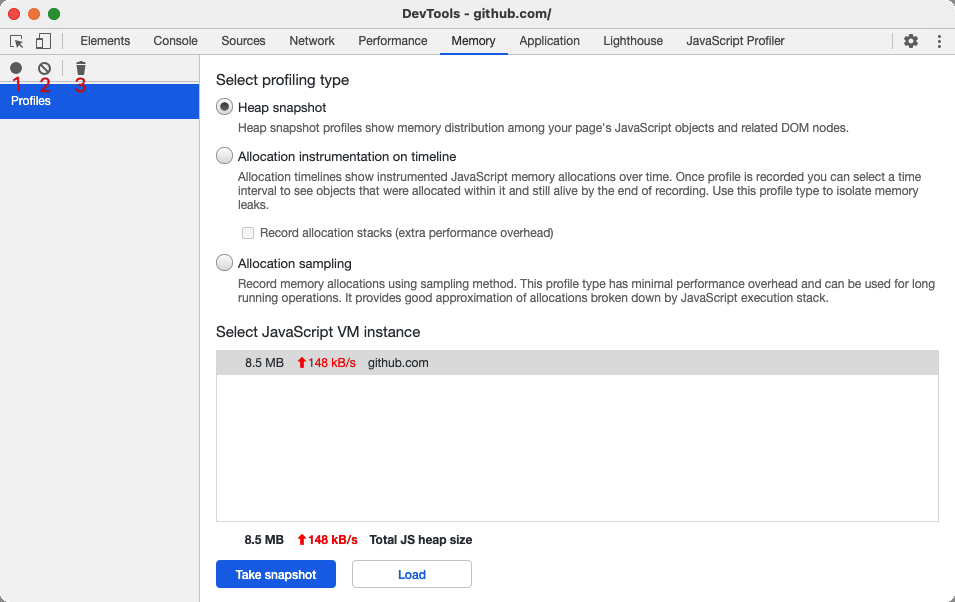 DevTools - github.com/
Elements Console Sources Network Performance Memory Application Lighthouse JavaScript Profiler
1 2 3
Profiles
Select profiling type
Heap snapshot
Heap snapshot profiles show memory distribution among your page's JavaScript objects and related DOM nodes.
Allocation instrumentation on timeline
Allocation timelines show instrumented JavaScript memory allocations over time. Once profile is recorded you can select a time
interval to see objects that were allocated within it and still alive by the end of recording. Use this profile type to isolate memory
leaks.
Record allocation stacks (extra performance overhead)
Allocation sampling
Record memory allocations using sampling method. This profile type has minimal performance overhead and can be used for long
running operations. It provides good approximation of allocations broken down by JavaScript execution stack.
Select JavaScript VM instance
8.5 MB 148 kB/s github.com
8.5 MB 148 kB/s Total JS heap size
Take snapshot Load